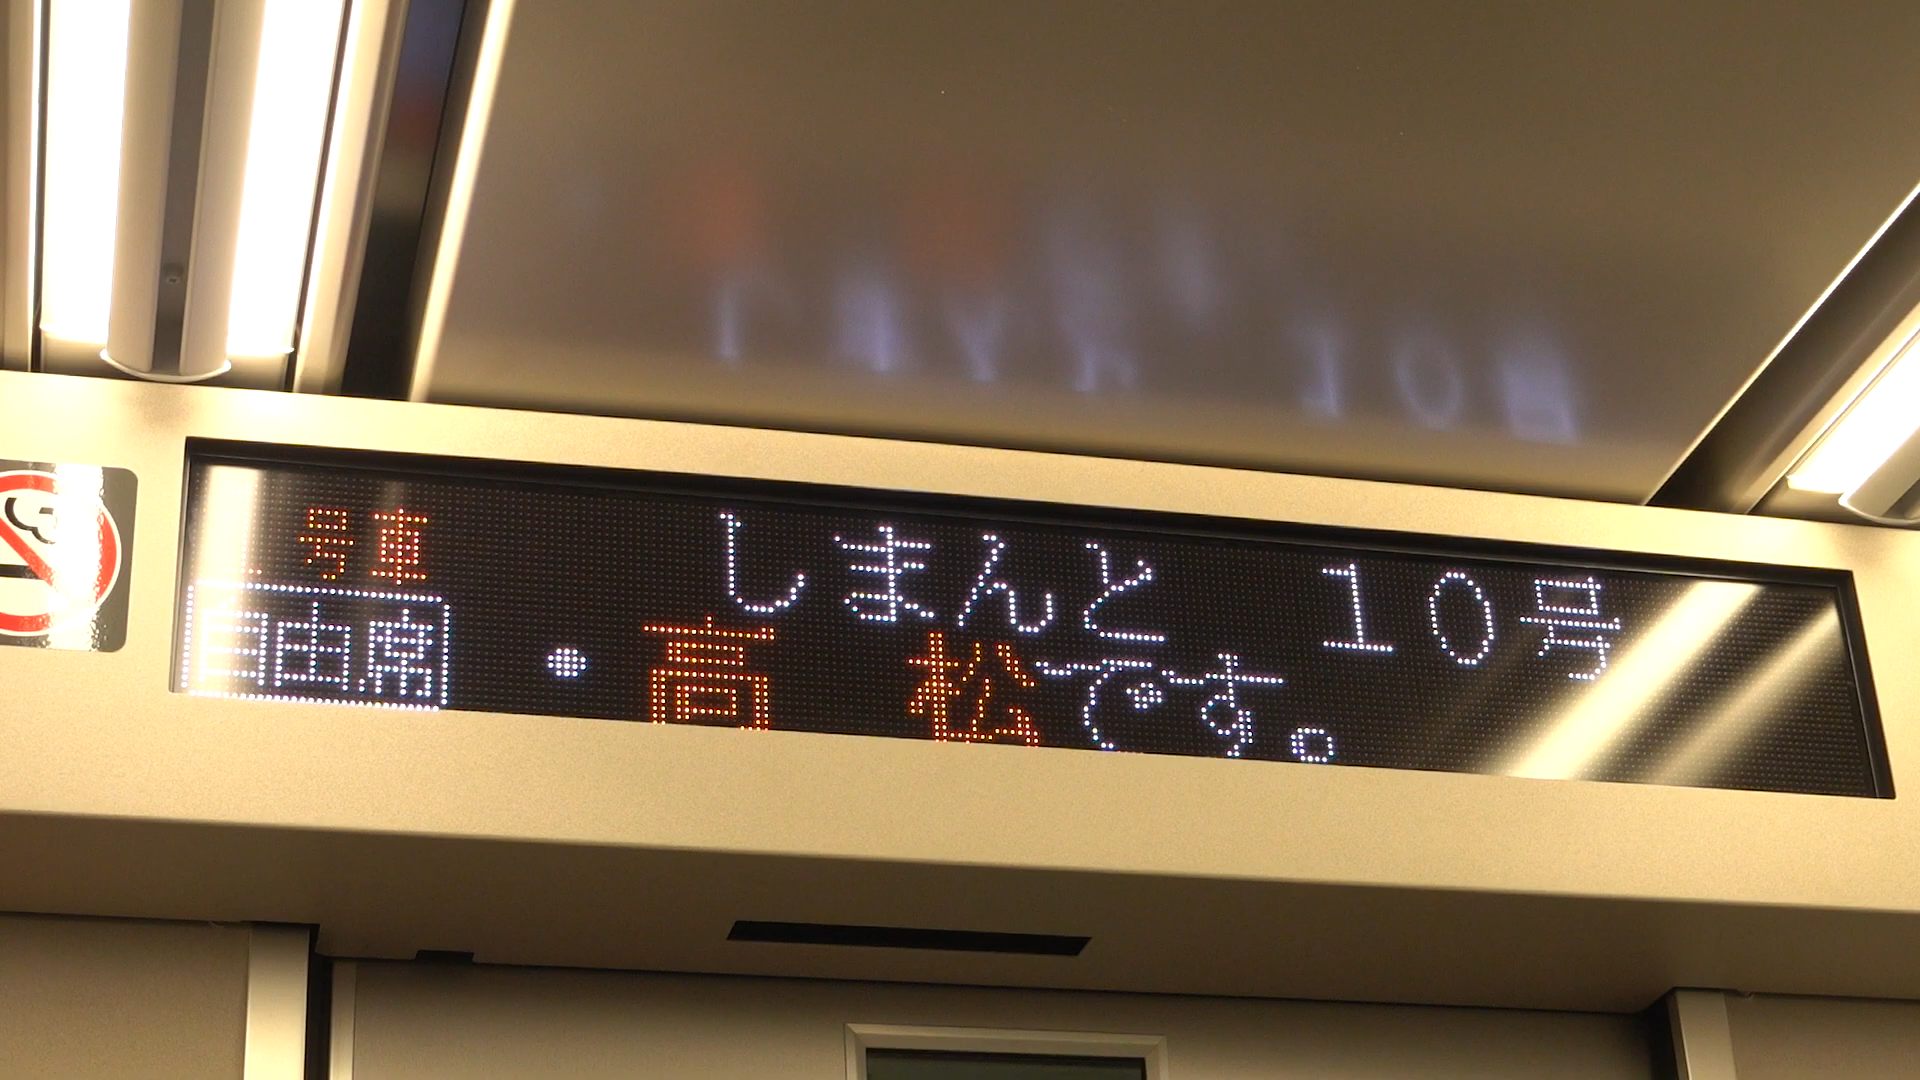 号車
自由席
しまんと 10号
・高 松です。